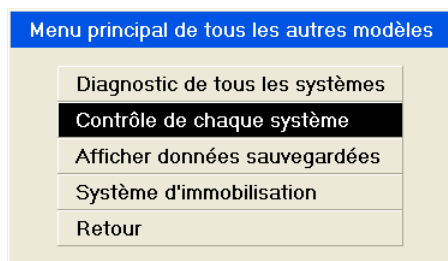 Menu principal de tous les autres modèles
Diagnostic de tous les systèmes
Contrôle de chaque système
Afficher données sauvegardées
Système d'immobilisation
Retour